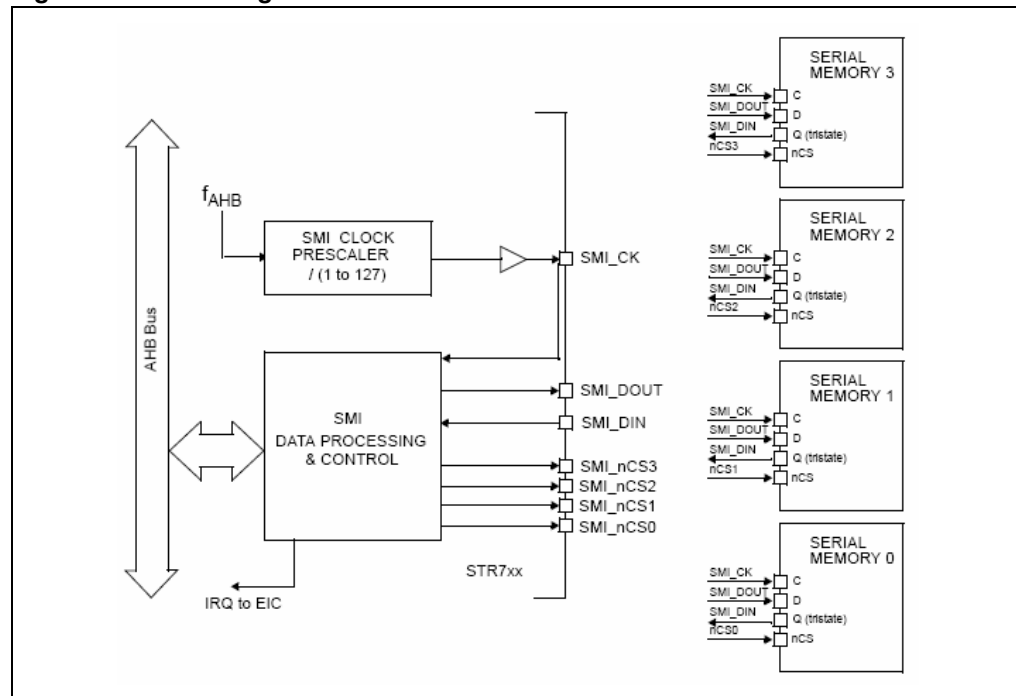 AHB Bus
fAHB
SMI CLOCK
PRESCALER
/ (1 to 127)
SMI_CK
SMI
DATA PROCESSING
& CONTROL
SMI_DOUT
SMI_DIN
SMI_nCS3
SMI_nCS2
SMI_nCS1
SMI_nCS0
STR7xx
IRQ to EIC
SERIAL
MEMORY 3
SMI_CK
C
SMI_DOUT
D
SMI_DIN
Q (tristate)
nCS3
nCS
SERIAL
MEMORY 2
SMI_CK
C
SMI_DOUT
D
SMI_DIN
Q (tristate)
nCS2
nCS
SERIAL
MEMORY 1
SMI_CK
C
SMI_DOUT
D
SMI_DIN
Q (tristate)
nCS1
nCS
SERIAL
MEMORY 0
SMI_CK
C
SMI_DOUT
D
SMI_DIN
Q (tristate)
nCS0
nCS